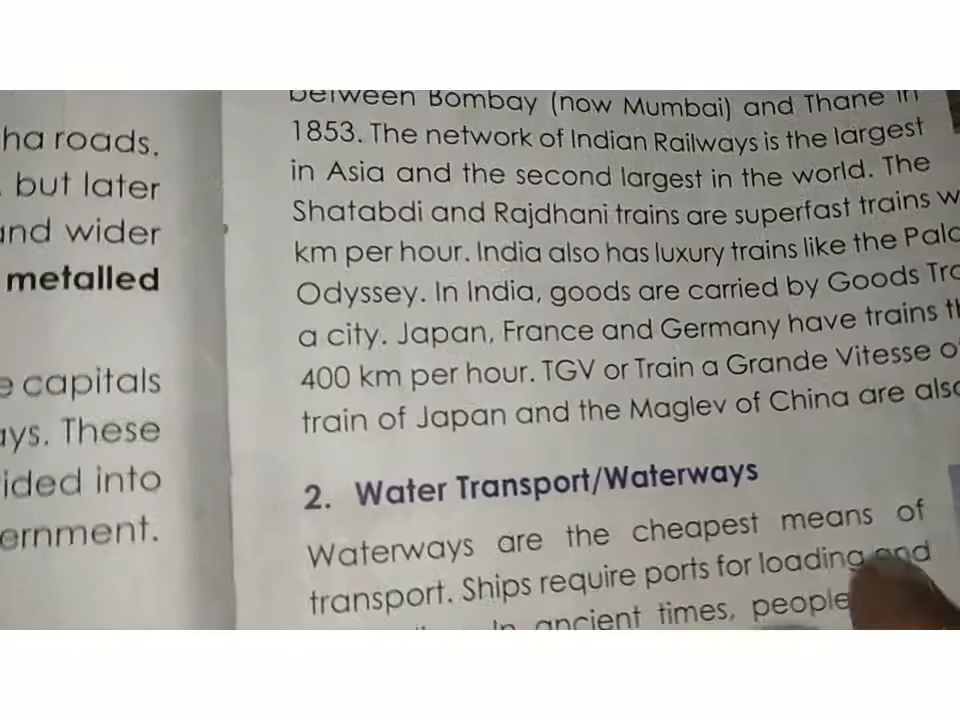 ha roads.
but later
and wider
metalled
e capitals
ays. These
ided into
ernment.
between Bombay (now Mumbai) and Thane in
1853. The network of Indian Railways is the largest
in Asia and the second largest in the world. The
Shatabdi and Rajdhani trains are superfast trains w
km per hour. India also has luxury trains like the Pala
Odyssey. In India, goods are carried by Goods Tra
a city. Japan, France and Germany have trains th
400 km per hour. TGV or Train a Grande Vitesse o
train of Japan and the Maglev of China are also
2. Water Transport/Waterways
Waterways are the cheapest means of
transport. Ships require ports for loading and
In ancient times, people